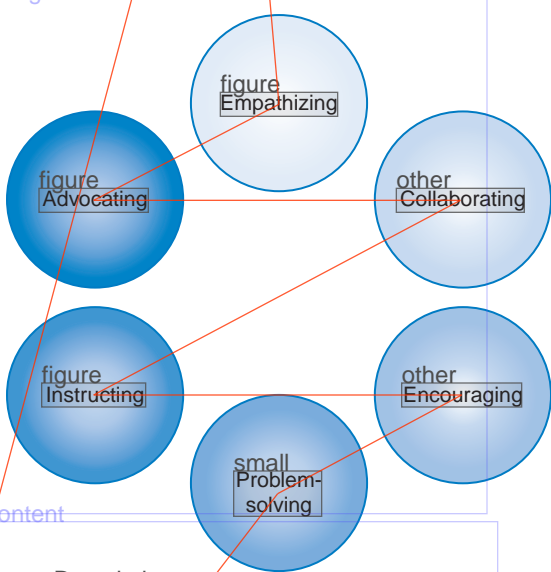 figure
Empathizing
figure
Advocating
other
Collaborating
figure
Instructing
other
Encouraging
small
Problem-
solving
ontent